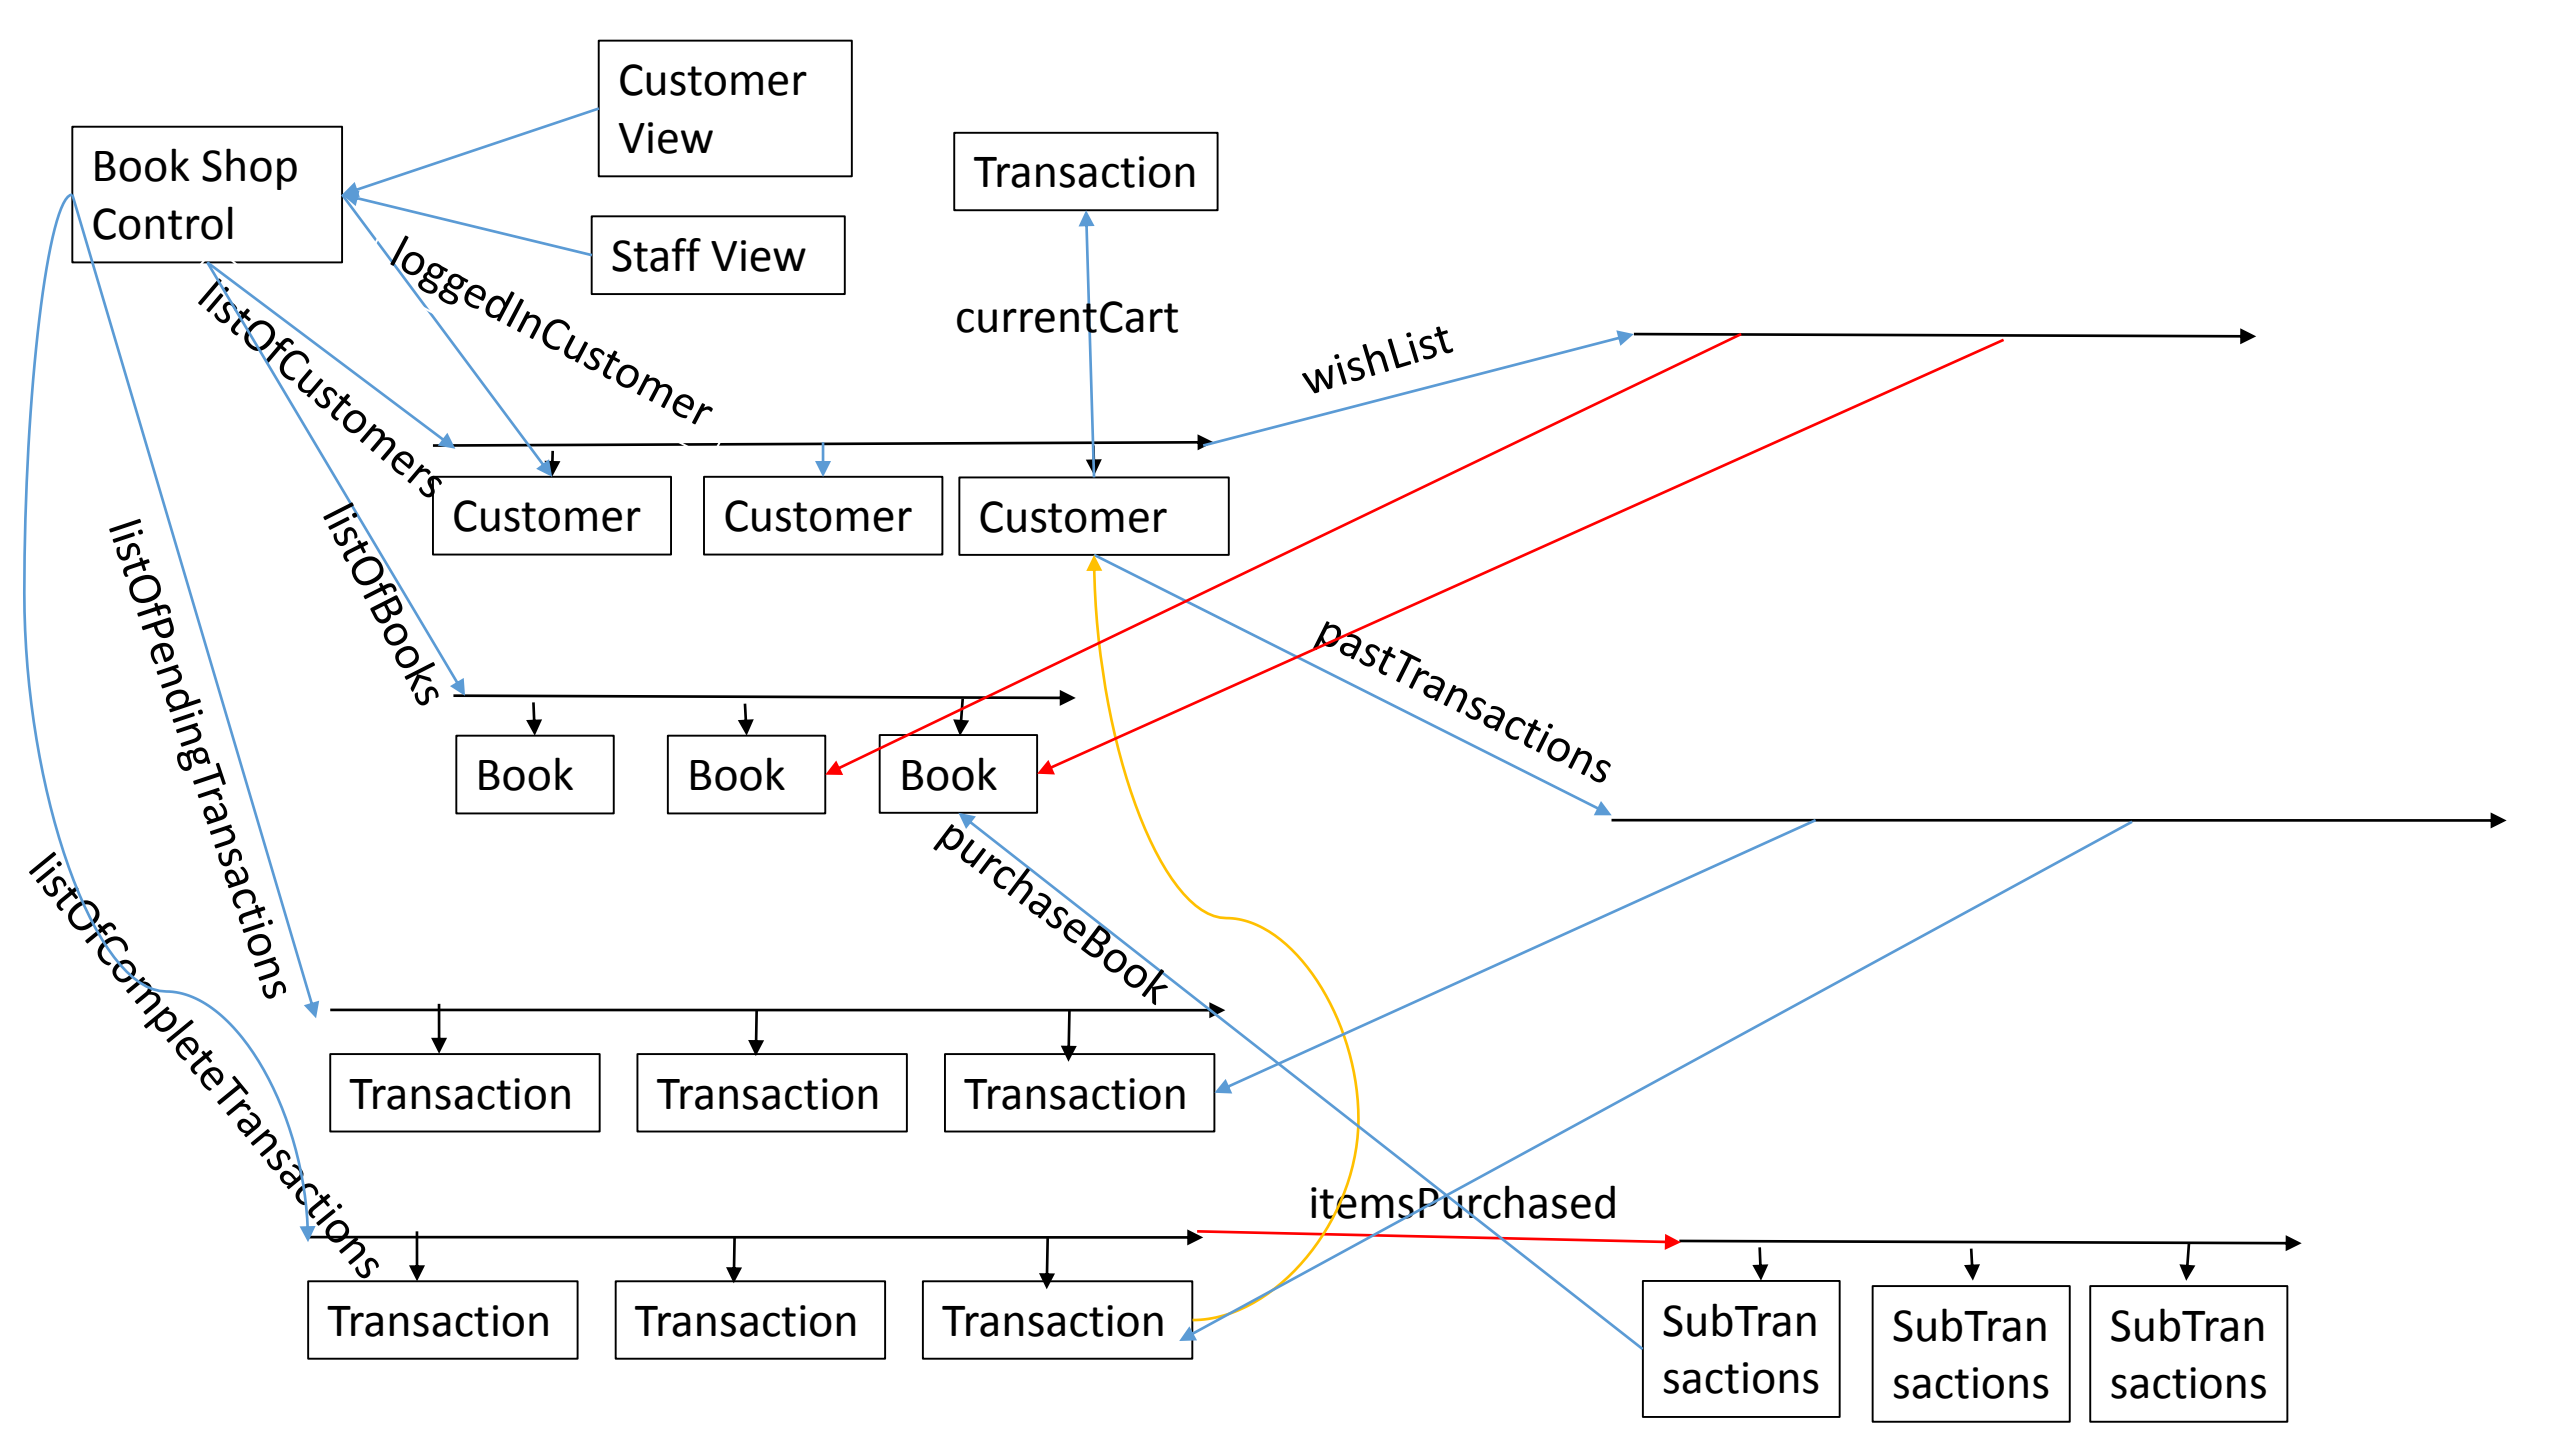 Customer
View
Book Shop
Control
Transaction
Staff View
loggedInCustomer
listOfCustomers
currentCart
wishList
Customer
Customer
Customer
listOfBooks
listOfPendingTransactions
pastTransactions
Book
Book
Book
purchaseBook
listOfCompleteTransactions
Transaction
Transaction
Transaction
itemsPurchased
Transaction
Transaction
Transaction
SubTran
sactions
SubTran
sactions
SubTran
sactions